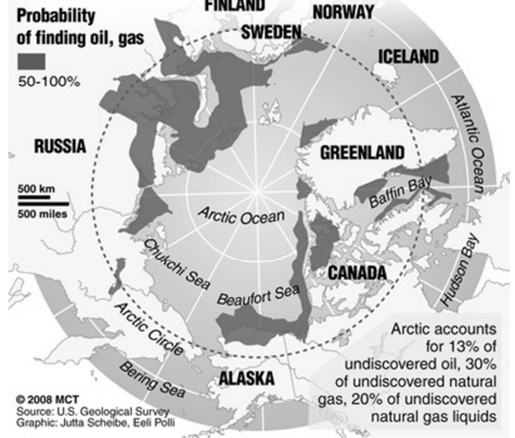 Probability
of finding oil, gas
50-100%
FINLAND
SWEDEN
NORWAY
ICELAND
RUSSIA
Atlantic Ocean
GREENLAND
500 km
500 miles
Baffin Bay
Arctic Ocean
Chukchi Sea
CANADA
Hudson Bay
Beaufort Sea
Arctic Circle
Bering Sea
ALASKA
Arctic accounts
for 13% of
undiscovered oil, 30%
of undiscovered natural
gas, 20% of undiscovered
natural gas liquids
© 2008 MCT
Source: U.S. Geological Survey
Graphic: Jutta Scheibe, Eeli Polli